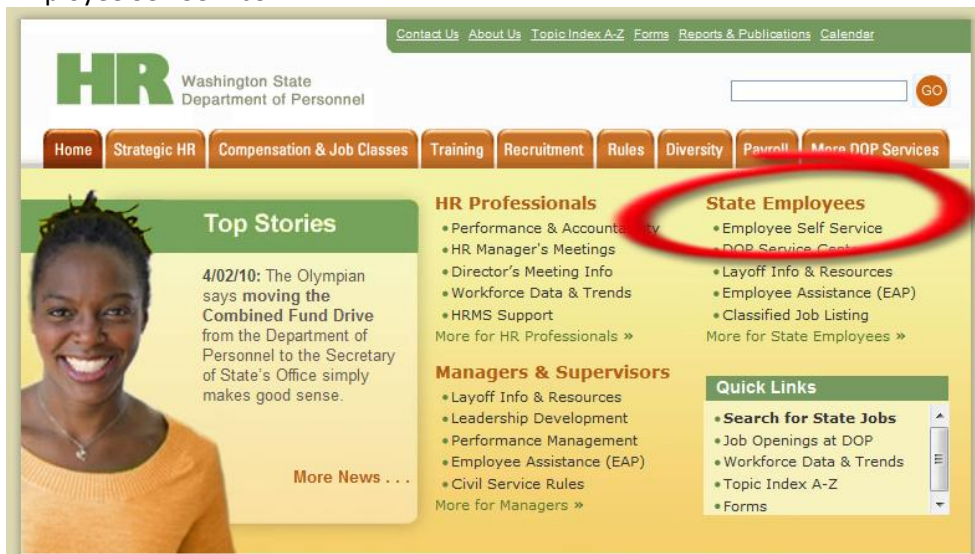 Contact Us About Us Topic Index A-Z Forms Reports & Publications Calendar
HR
Washington State
Department of Personnel
GO
Home Strategic HR Compensation & Job Classes Training Recruitment Rules Diversity Payroll More DOP Services
Top Stories
4/02/10: The Olympian
says moving the
Combined Fund Drive
from the Department of
Personnel to the Secretary
of State's Office simply
makes good sense.
More News . . .
HR Professionals
• Performance & Accountability
• HR Manager's Meetings
• Director's Meeting Info
• Workforce Data & Trends
• HRMS Support
More for HR Professionals »
Managers & Supervisors
• Layoff Info & Resources
• Leadership Development
• Performance Management
• Employee Assistance (EAP)
• Civil Service Rules
More for Managers »
State Employees
• Employee Self Service
• DOP Service Center
• Layoff Info & Resources
• Employee Assistance (EAP)
• Classified Job Listing
More for State Employees »
Quick Links
• Search for State Jobs
• Job Openings at DOP
• Workforce Data & Trends
• Topic Index A-Z
• Forms